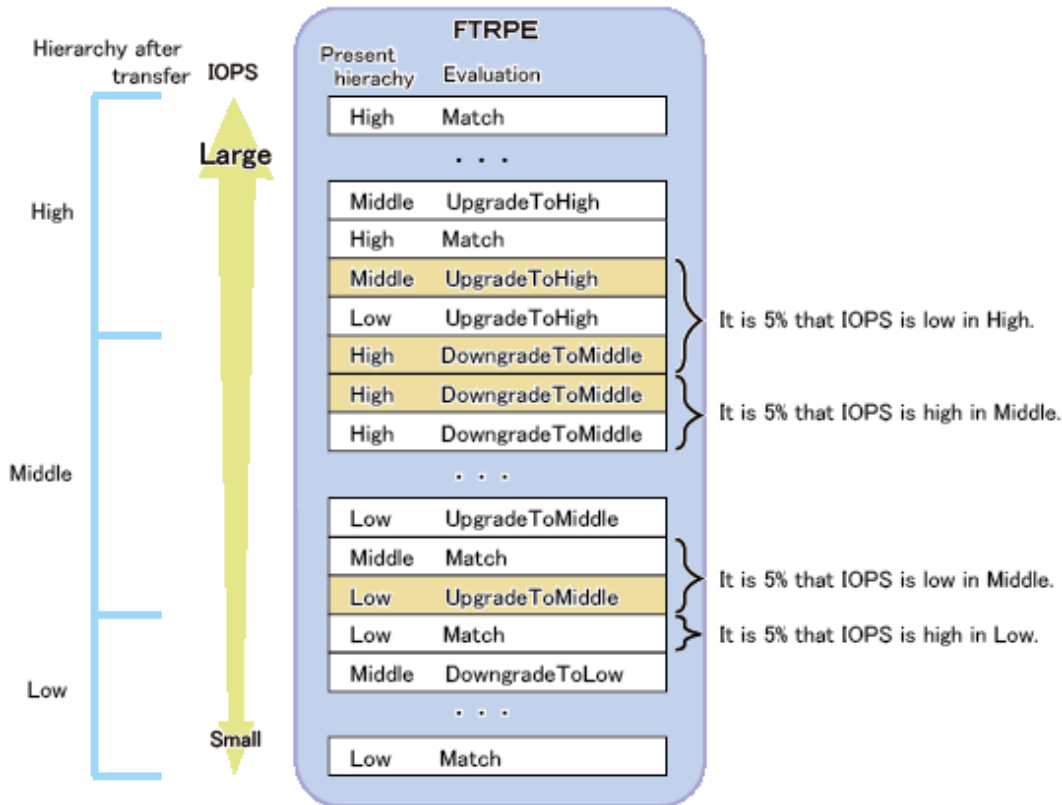 FTRPE
Hierarchy after
transfer
IOPS
Present
hierachy
Evaluation
High Match
. . .
Large
Middle UpgradeToHigh
High
High Match
Middle UpgradeToHigh
Low UpgradeToHigh
It is 5% that IOPS is low in High.
High DowngradeToMiddle
High DowngradeToMiddle
It is 5% that IOPS is high in Middle.
High DowngradeToMiddle
Middle
. . .
Low UpgradeToMiddle
Middle Match
It is 5% that IOPS is low in Middle.
Low UpgradeToMiddle
Low Match
It is 5% that IOPS is high in Low.
Middle DowngradeToLow
Low
. . .
Small
Low Match